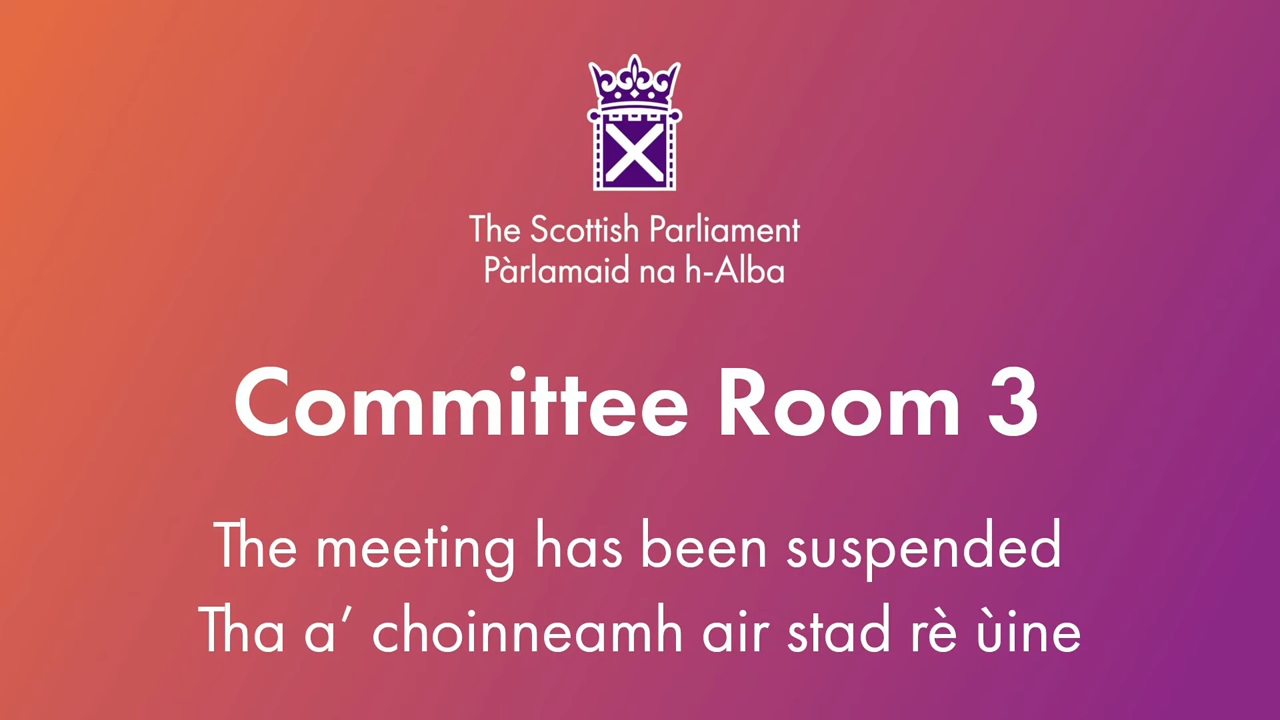 The Scottish Parliament
Pàrlamaid na h-Alba
Committee Room 3
The meeting has been suspended
Tha a’ choinneamh air stad rè ùine